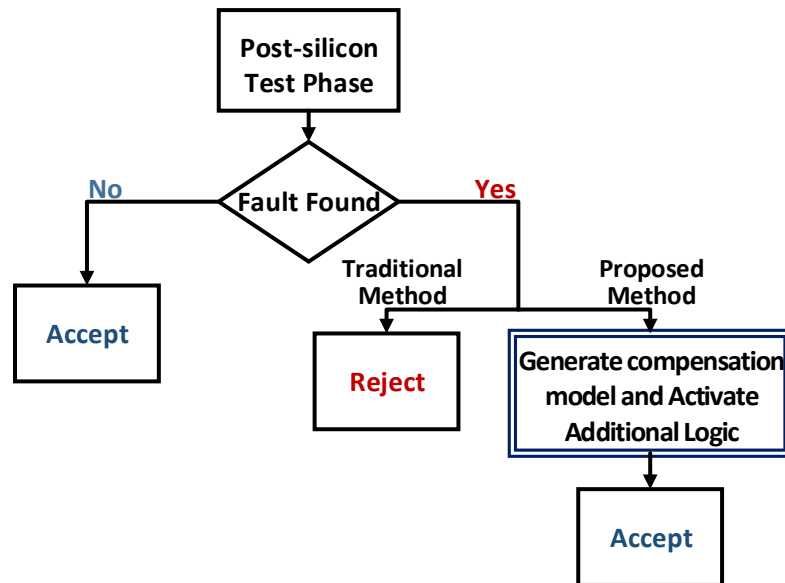 Post-silicon
Test Phase
No
Fault Found
Yes
Traditional
Method
Proposed
Method
Accept
Reject
Generate compensation
model and Activate
Additional Logic
Accept